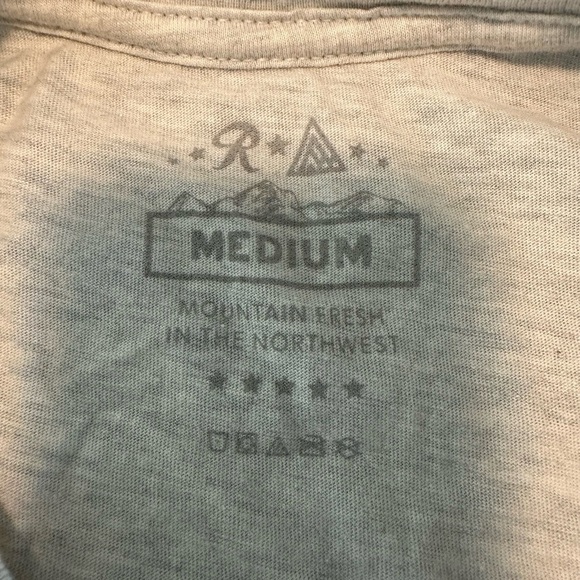 R
MEDIUM
MOUNTAIN FRESH
IN THE NORTHWEST